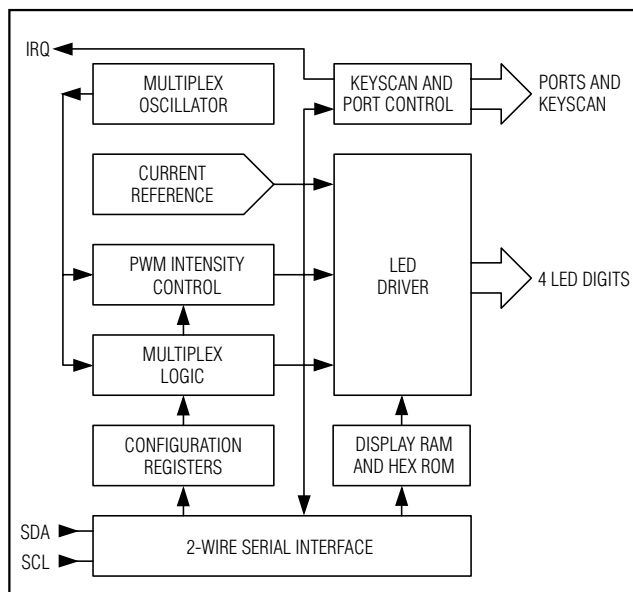 IRQ
MULTIPLEX
OSCILLATOR
KEYSCAN AND
PORT CONTROL
PORTS AND
KEYSCAN
CURRENT
REFERENCE
PWM INTENSITY
CONTROL
LED
DRIVER
4 LED DIGITS
MULTIPLEX
LOGIC
CONFIGURATION
REGISTERS
DISPLAY RAM
AND HEX ROM
SDA
SCL
2-WIRE SERIAL INTERFACE